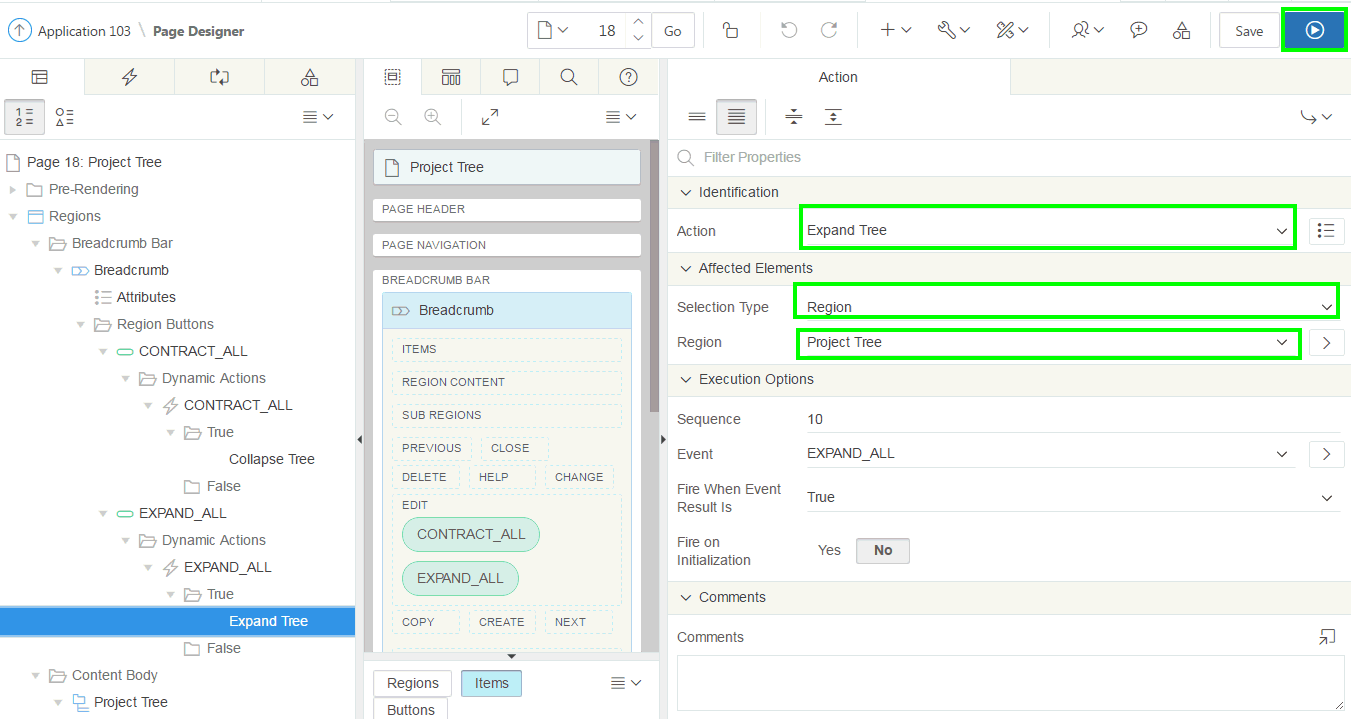 Application 103 \ Page Designer
18
Go
Save
Page 18: Project Tree
Pre-Rendering
Regions
Breadcrumb Bar
Breadcrumb
Attributes
Region Buttons
CONTRACT_ALL
Dynamic Actions
CONTRACT_ALL
True
Collapse Tree
False
EXPAND_ALL
Dynamic Actions
EXPAND_ALL
True
Expand Tree
False
Content Body
Project Tree
Project Tree
PAGE HEADER
PAGE NAVIGATION
BREADCRUMB BAR
Breadcrumb
ITEMS
REGION CONTENT
SUB REGIONS
PREVIOUS CLOSE
DELETE HELP CHANGE
EDIT
CONTRACT_ALL
EXPAND_ALL
COPY CREATE NEXT
Regions Items
Buttons
Action
Filter Properties
Identification
Action Expand Tree
Affected Elements
Selection Type Region
Region Project Tree
Execution Options
Sequence 10
Event EXPAND_ALL
Fire When Event
Result Is True
Fire on
Initialization Yes No
Comments
Comments